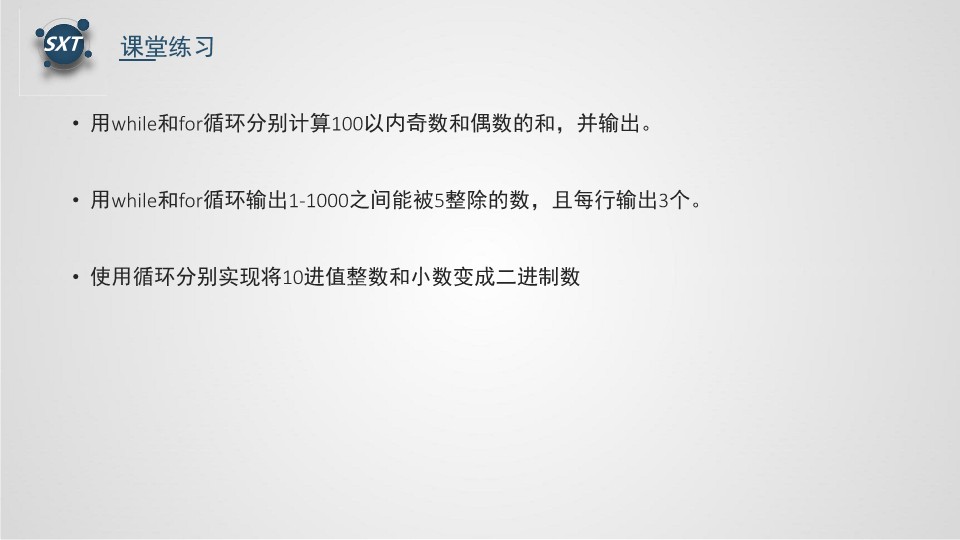 SXT
课堂练习
• 用while和for循环分别计算100以内奇数和偶数的和，并输出。
• 用while和for循环输出1-1000之间能被5整除的数，且每行输出3个。
• 使用循环分别实现将10进值整数和小数变成二进制数